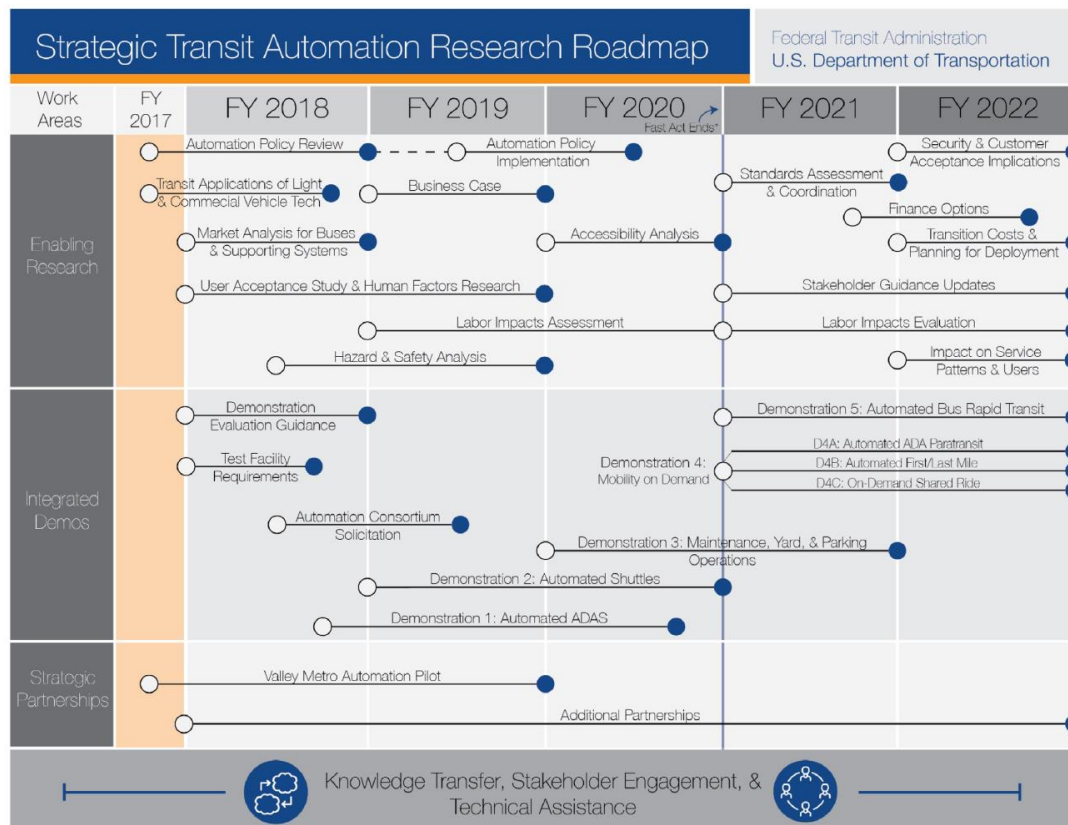 Strategic Transit Automation Research Roadmap
Federal Transit Administration
U.S. Department of Transportation
Work
Areas
FY
2017
FY 2018
FY 2019
FY 2020
Fast Act Ends*
FY 2021
FY 2022
Enabling
Research
Automation Policy Review
Automation Policy
Implementation
Security & Customer
Acceptance Implications
Transit Applications of Light
& Commecial Vehicle Tech
Business Case
Standards Assessment
& Coordination
Finance Options
Market Analysis for Buses
& Supporting Systems
Accessibility Analysis
Transition Costs &
Planning for Deployment
User Acceptance Study & Human Factors Research
Stakeholder Guidance Updates
Labor Impacts Assessment
Labor Impacts Evaluation
Hazard & Safety Analysis
Impact on Service
Patterns & Users
Integrated
Demos
Demonstration
Evaluation Guidance
Demonstration 5: Automated Bus Rapid Transit
Test Facility
Requirements
Demonstration 4:
Mobility on Demand
D4A: Automated ADA Paratransit
D4B: Automated First/Last Mile
D4C: On-Demand Shared Ride
Automation Consortium
Solicitation
Demonstration 3: Maintenance, Yard, & Parking
Operations
Demonstration 2: Automated Shuttles
Demonstration 1: Automated ADAS
Strategic
Partnerships
Valley Metro Automation Pilot
Additional Partnerships
Knowledge Transfer, Stakeholder Engagement, &
Technical Assistance